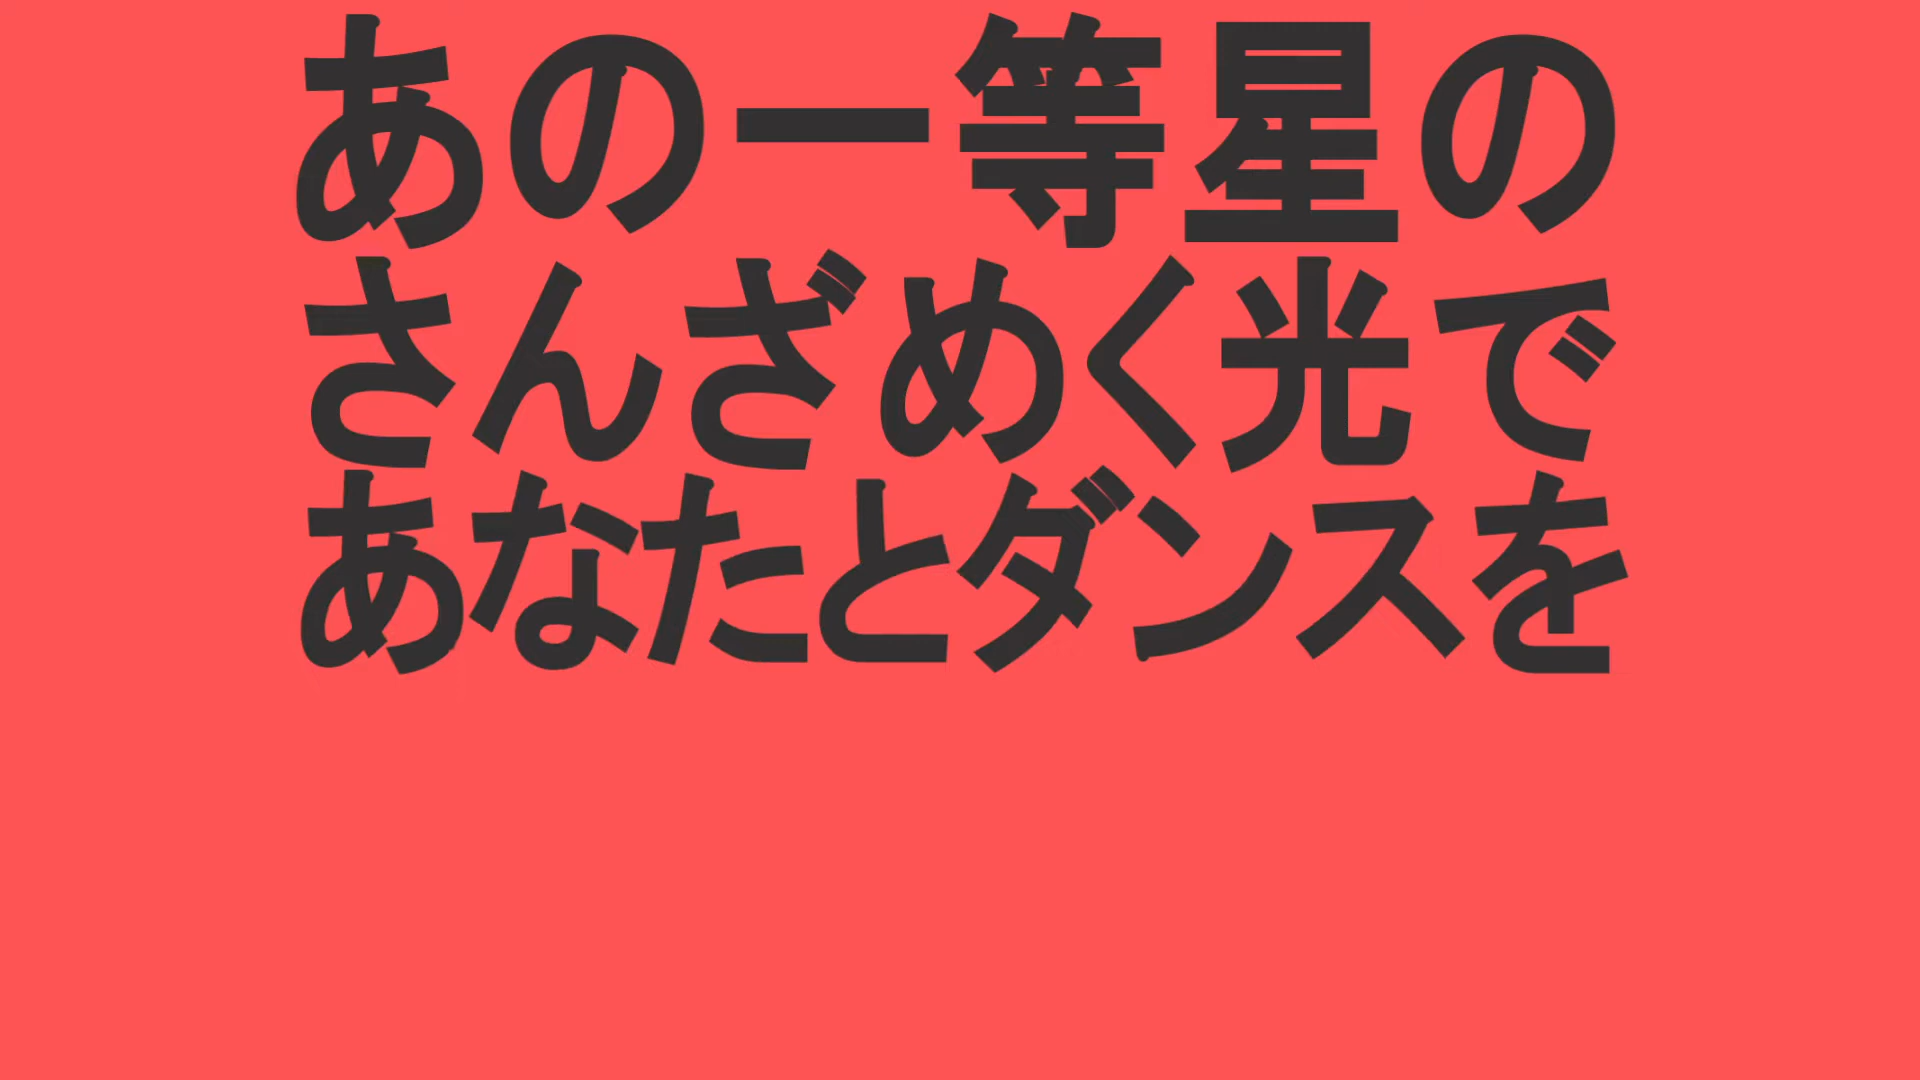 あの一等星の
さんざめく光で
あなたとダンスを